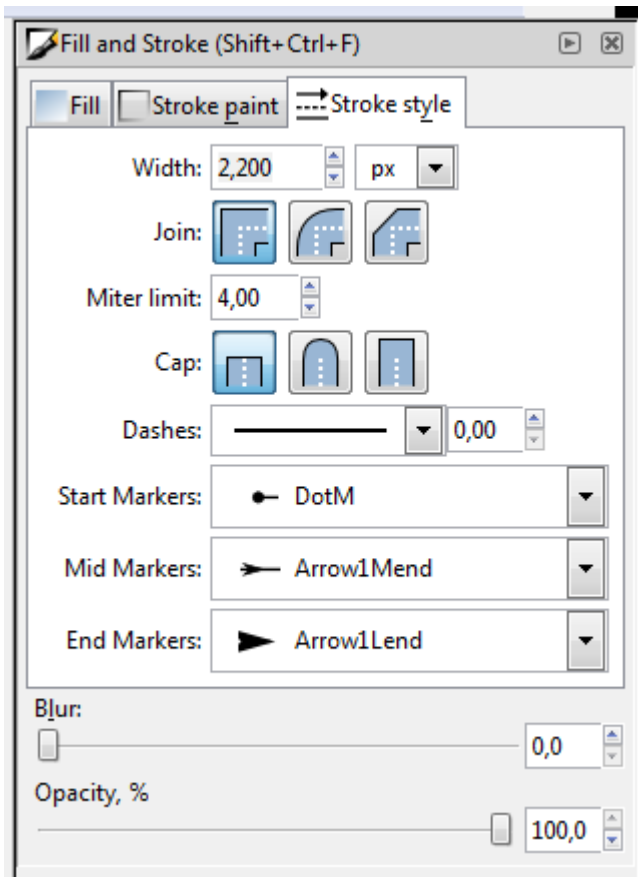 Fill and Stroke (Shift+Ctrl+F)
Fill Stroke paint Stroke style
Width: 2,200 px
Join:
Miter limit: 4,00
Cap:
Dashes: 0,00
Start Markers: DotM
Mid Markers: Arrow1Mend
End Markers: Arrow1Lend
Blur:
0,0
Opacity, %
100,0